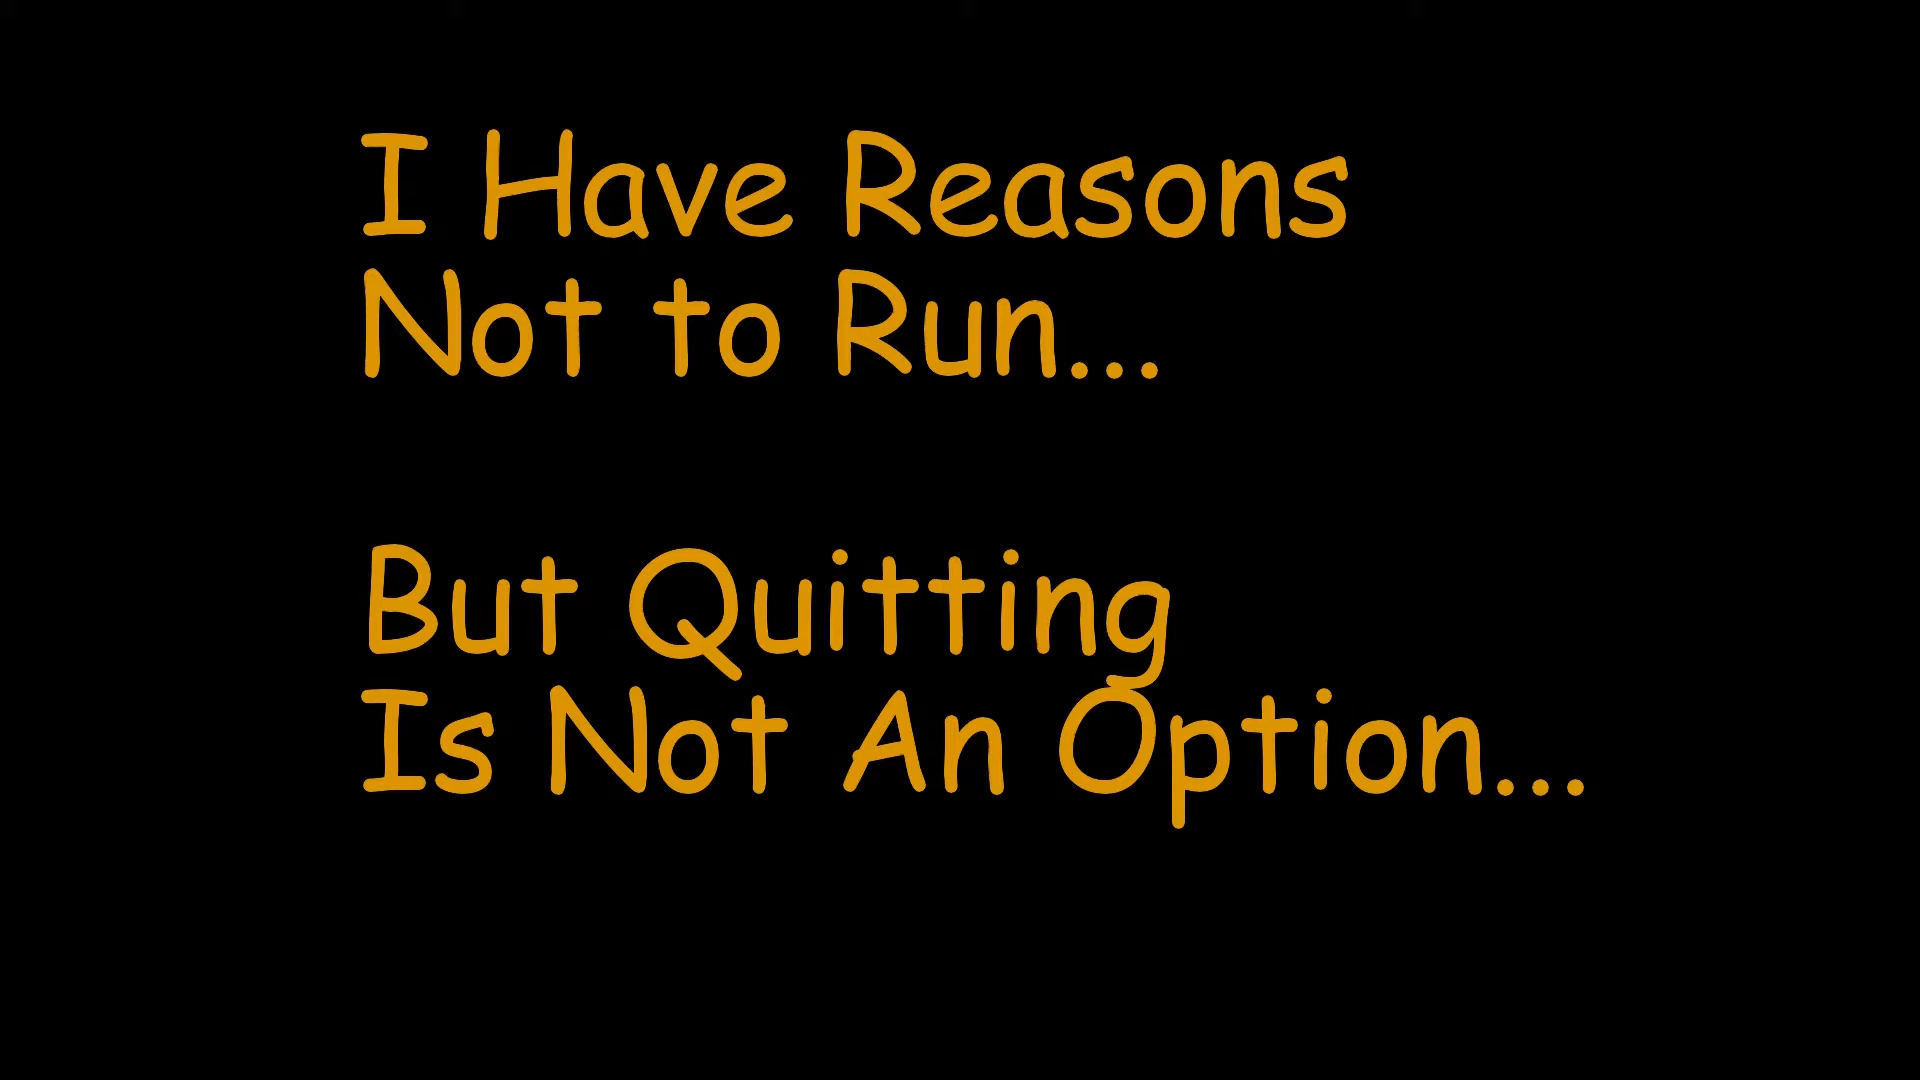 I Have Reasons
Not to Run...
But Quitting
Is Not An Option...